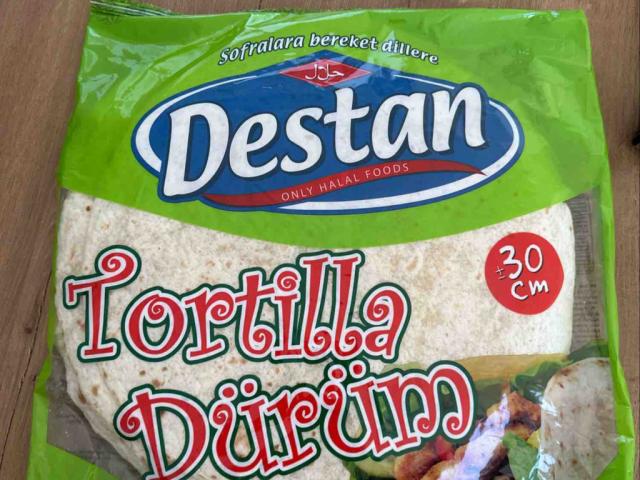 Sofralara bereket dillere
حلال
Destan
ONLY HALAL FOODS
±30
cm
Tortilla
Dürüm